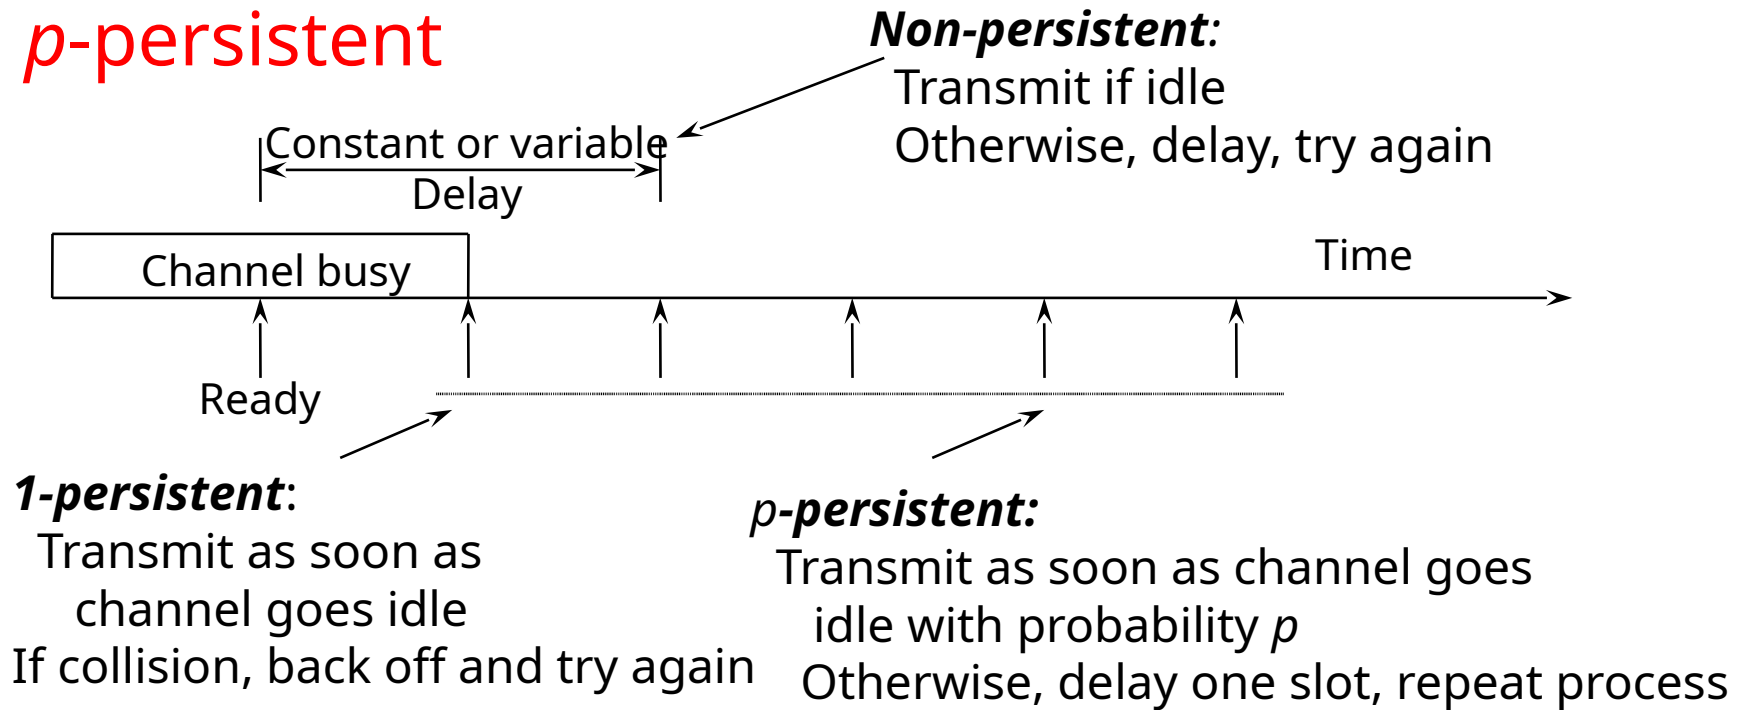 p-persistent
Non-persistent:
Transmit if idle
Otherwise, delay, try again
Constant or variable
Delay
Channel busy
Time
Ready
1-persistent:
Transmit as soon as
channel goes idle
If collision, back off and try again
p-persistent:
Transmit as soon as channel goes
idle with probability p
Otherwise, delay one slot, repeat process